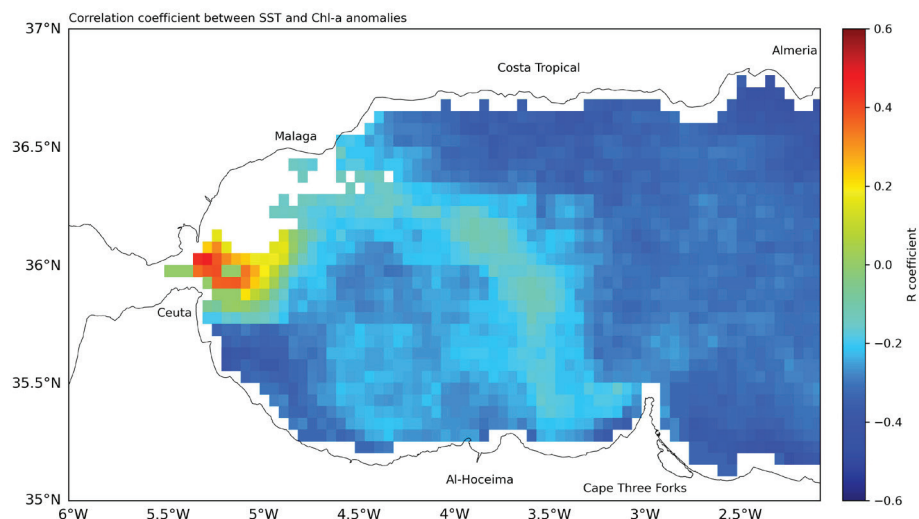 Correlation coefficient between SST and Chl-a anomalies
37°N
36.5°N
36°N
35.5°N
35°N
6°W
5.5°W
5°W
4.5°W
4°W
3.5°W
3°W
2.5°W
Almeria
Costa Tropical
Malaga
Ceuta
Al-Hoceima
Cape Three Forks
0.6
0.4
0.2
0.0
−0.2
−0.4
−0.6
R coefficient